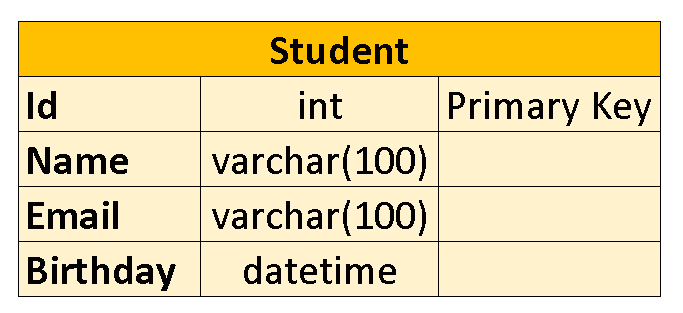 Student
Id int Primary Key
Name varchar(100)
Email varchar(100)
Birthday datetime